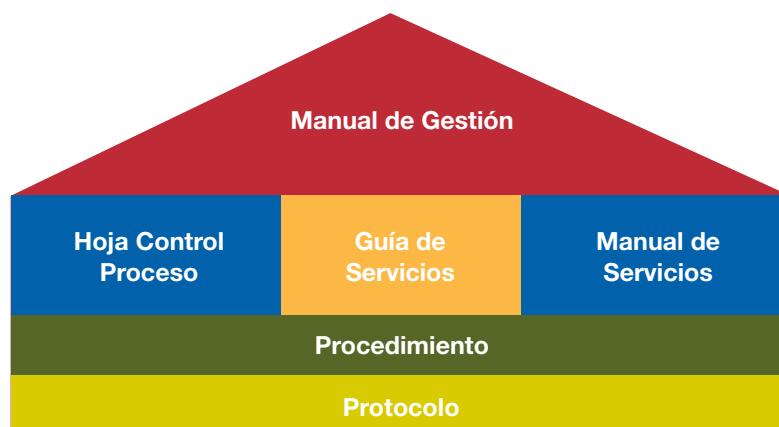 Manual de Gestión
Hoja Control
Proceso
Guía de
Servicios
Manual de
Servicios
Procedimiento
Protocolo